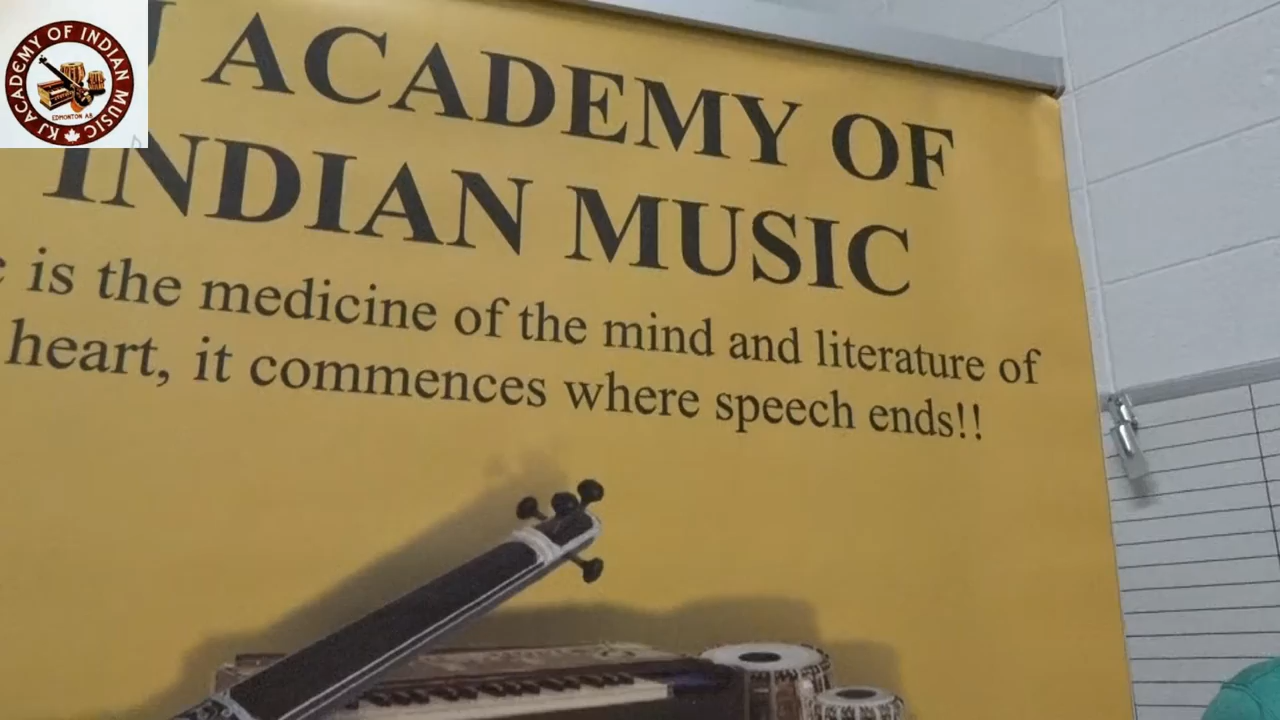 KJ ACADEMY OF INDIAN MUSIC
EDMONTON AB
J ACADEMY OF
INDIAN MUSIC
is the medicine of the mind and literature of
heart, it commences where speech ends!!